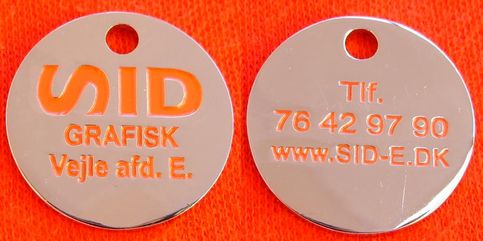 SID
GRAFISK
Vejle afd. E.
Tlf.
76 42 97 90
www.SID-E.DK